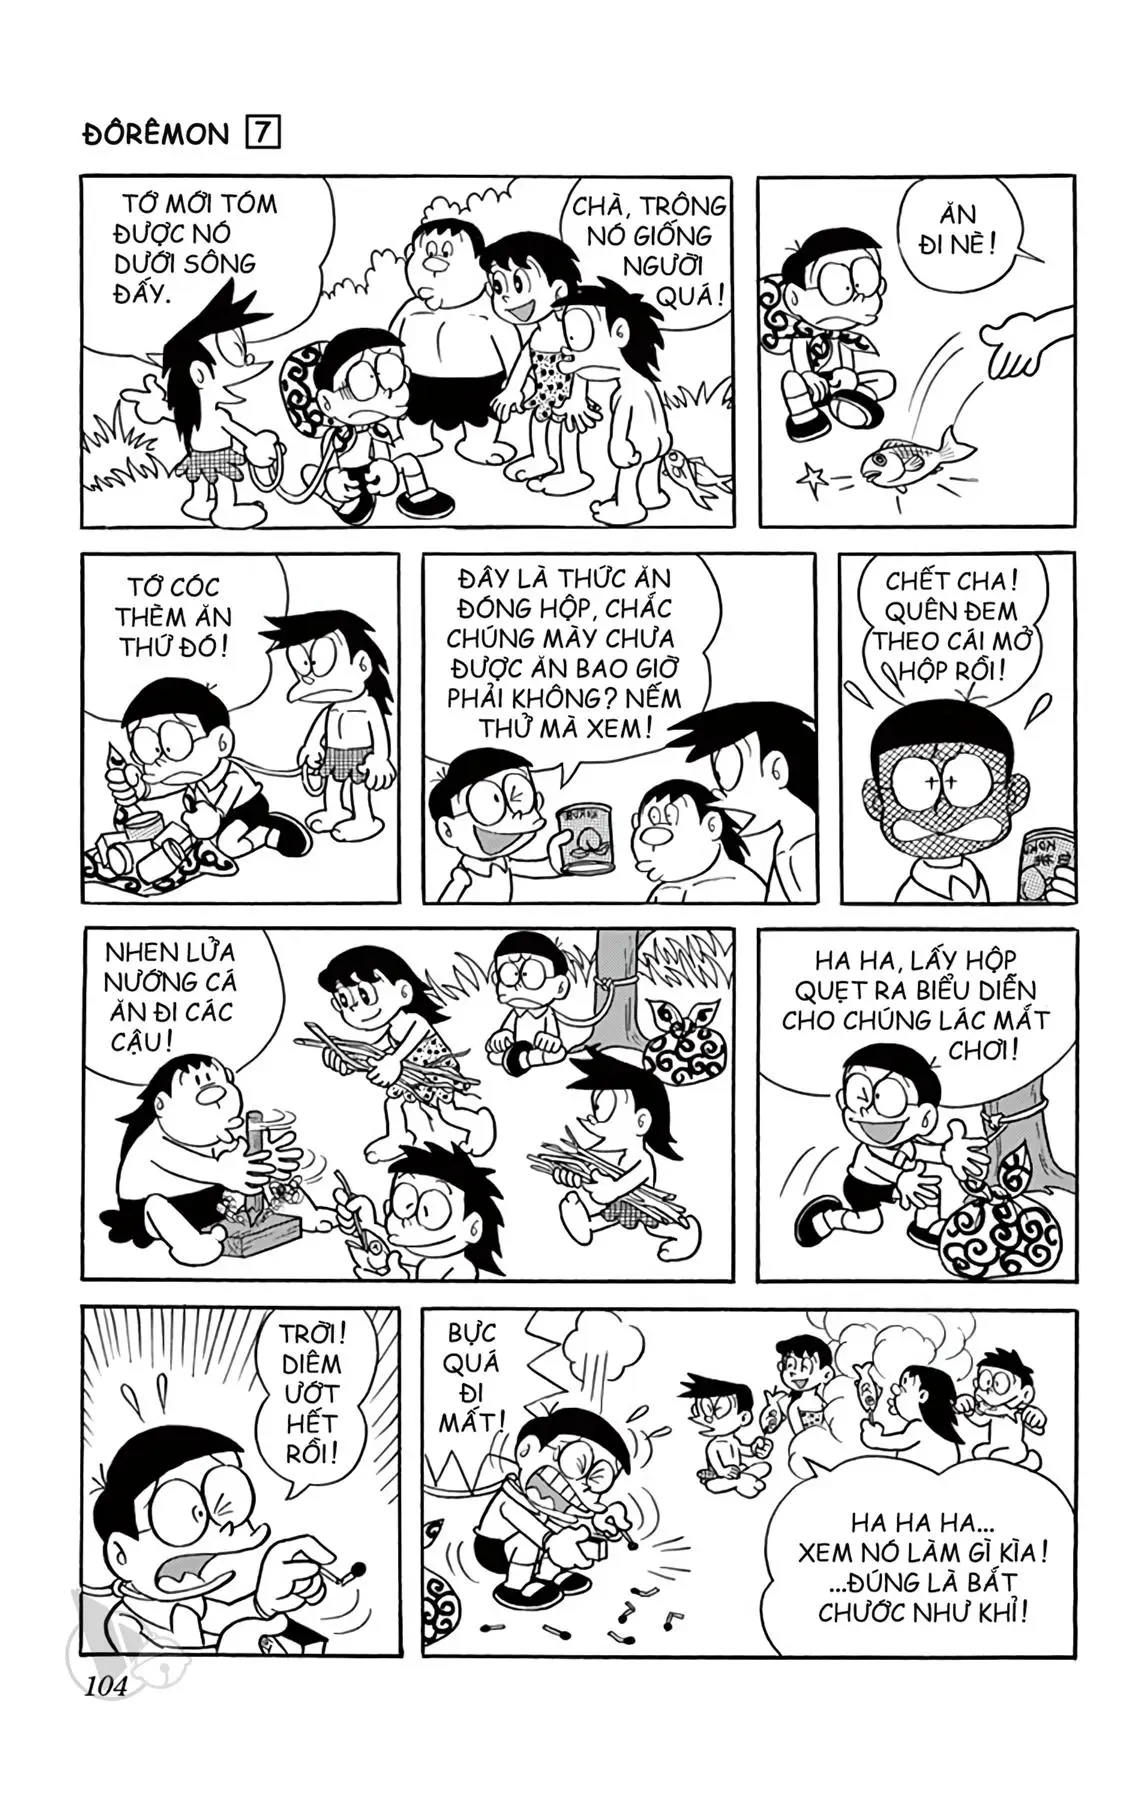 ĐÔRÊMON 7
TỚ MỚI TÓM
ĐƯỢC NÓ
DƯỚI SÔNG
ĐẤY.
CHÀ, TRÔNG
NÓ GIỐNG
NGƯỜI
QUÁ!
ĂN
ĐI NÈ!
TỚ CÓC
THÈM ĂN
THỨ ĐÓ!
ĐÂY LÀ THỨC ĂN
ĐÓNG HỘP, CHẮC
CHÚNG MÀY CHƯA
ĐƯỢC ĂN BAO GIỜ
PHẢI KHÔNG? NẾM
THỬ MÀ XEM!
CHẾT CHA!
QUÊN ĐEM
THEO CÁI MỞ
HỘP RỒI!
NHEN LỬA
NƯỚNG CÁ
ĂN ĐI CÁC
CẬU!
HA HA, LẤY HỘP
QUẸT RA BIỂU DIỄN
CHO CHÚNG LÁC MẮT
CHƠI!
TRỜI!
DIÊM
ƯỚT
HẾT
RỒI!
BỰC
QUÁ
ĐI
MẤT!
HA HA HA...
XEM NÓ LÀM GÌ KÌA!
...ĐÚNG LÀ BẮT
CHƯỚC NHƯ KHỈ!
104